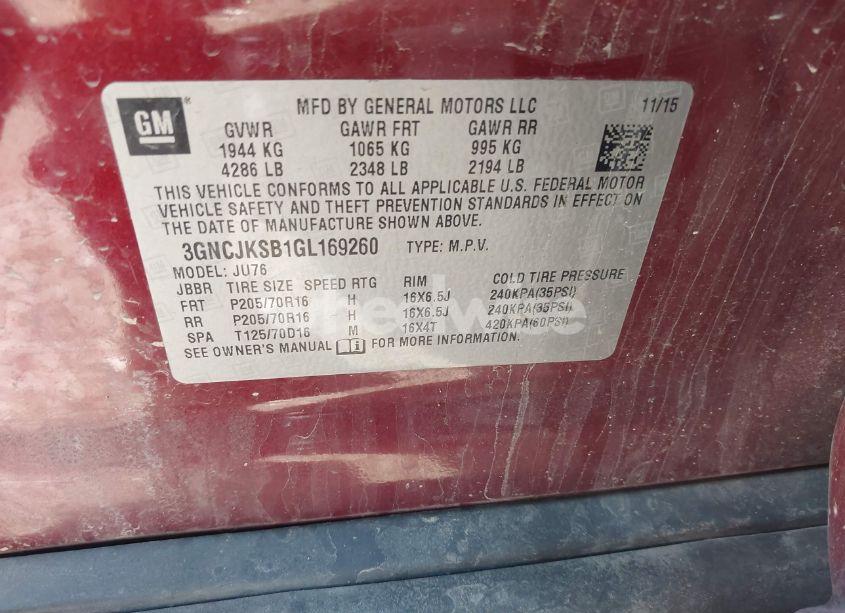 GM ®
MFD BY GENERAL MOTORS LLC 11/15
GVWR GAWR FRT GAWR RR
1944 KG 1065 KG 995 KG
4286 LB 2348 LB 2194 LB
THIS VEHICLE CONFORMS TO ALL APPLICABLE U.S. FEDERAL MOTOR
VEHICLE SAFETY AND THEFT PREVENTION STANDARDS IN EFFECT ON
THE DATE OF MANUFACTURE SHOWN ABOVE.
3GNCJKSB1GL169260 TYPE: M.P.V.
MODEL: JU76
JBBR TIRE SIZE SPEED RTG RIM COLD TIRE PRESSURE
FRT P205/70R16 H 16X6.5J 240KPA(35PSI)
RR P205/70R16 H 16X6.5J 240KPA(35PSI)
SPA T125/70D16 M 16X4T 420KPA(60PSI)
SEE OWNER'S MANUAL FOR MORE INFORMATION.